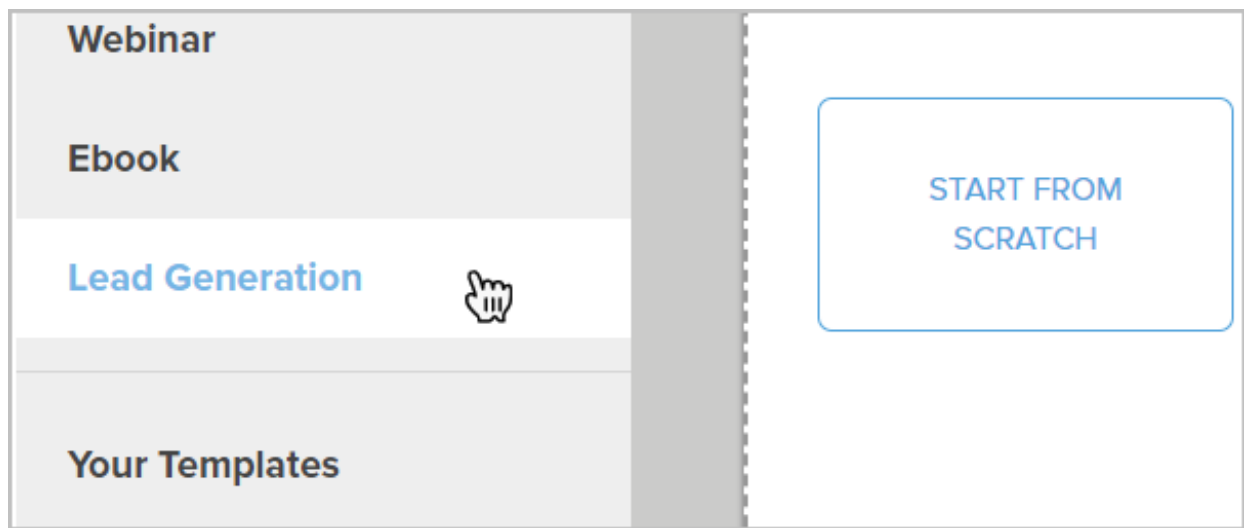 Webinar
Ebook
Lead Generation
Your Templates
START FROM
SCRATCH